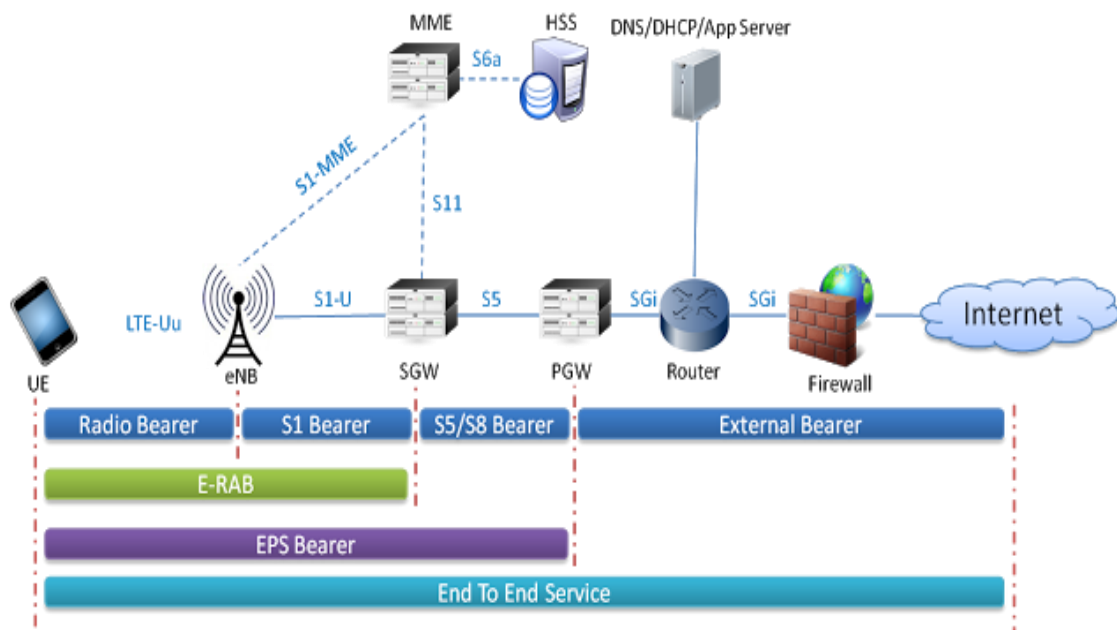 MME
HSS
DNS/DHCP/App Server
S6a
S1-MME
S11
LTE-Uu
S1-U
S5
SGi
SGi
Internet
UE
eNB
SGW
PGW
Router
Firewall
Radio Bearer
S1 Bearer
S5/S8 Bearer
External Bearer
E-RAB
EPS Bearer
End To End Service